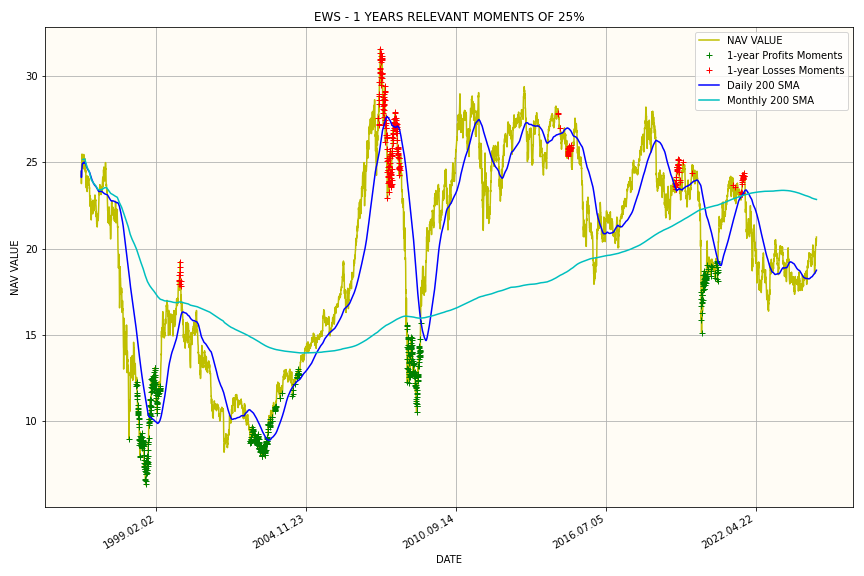 EWS - 1 YEARS RELEVANT MOMENTS OF 25%
NAV VALUE
1-year Profits Moments
1-year Losses Moments
Daily 200 SMA
Monthly 200 SMA
30
25
20
15
10
NAV VALUE
1999.02.02
2004.11.23
2010.09.14
2016.07.05
2022.04.22
DATE